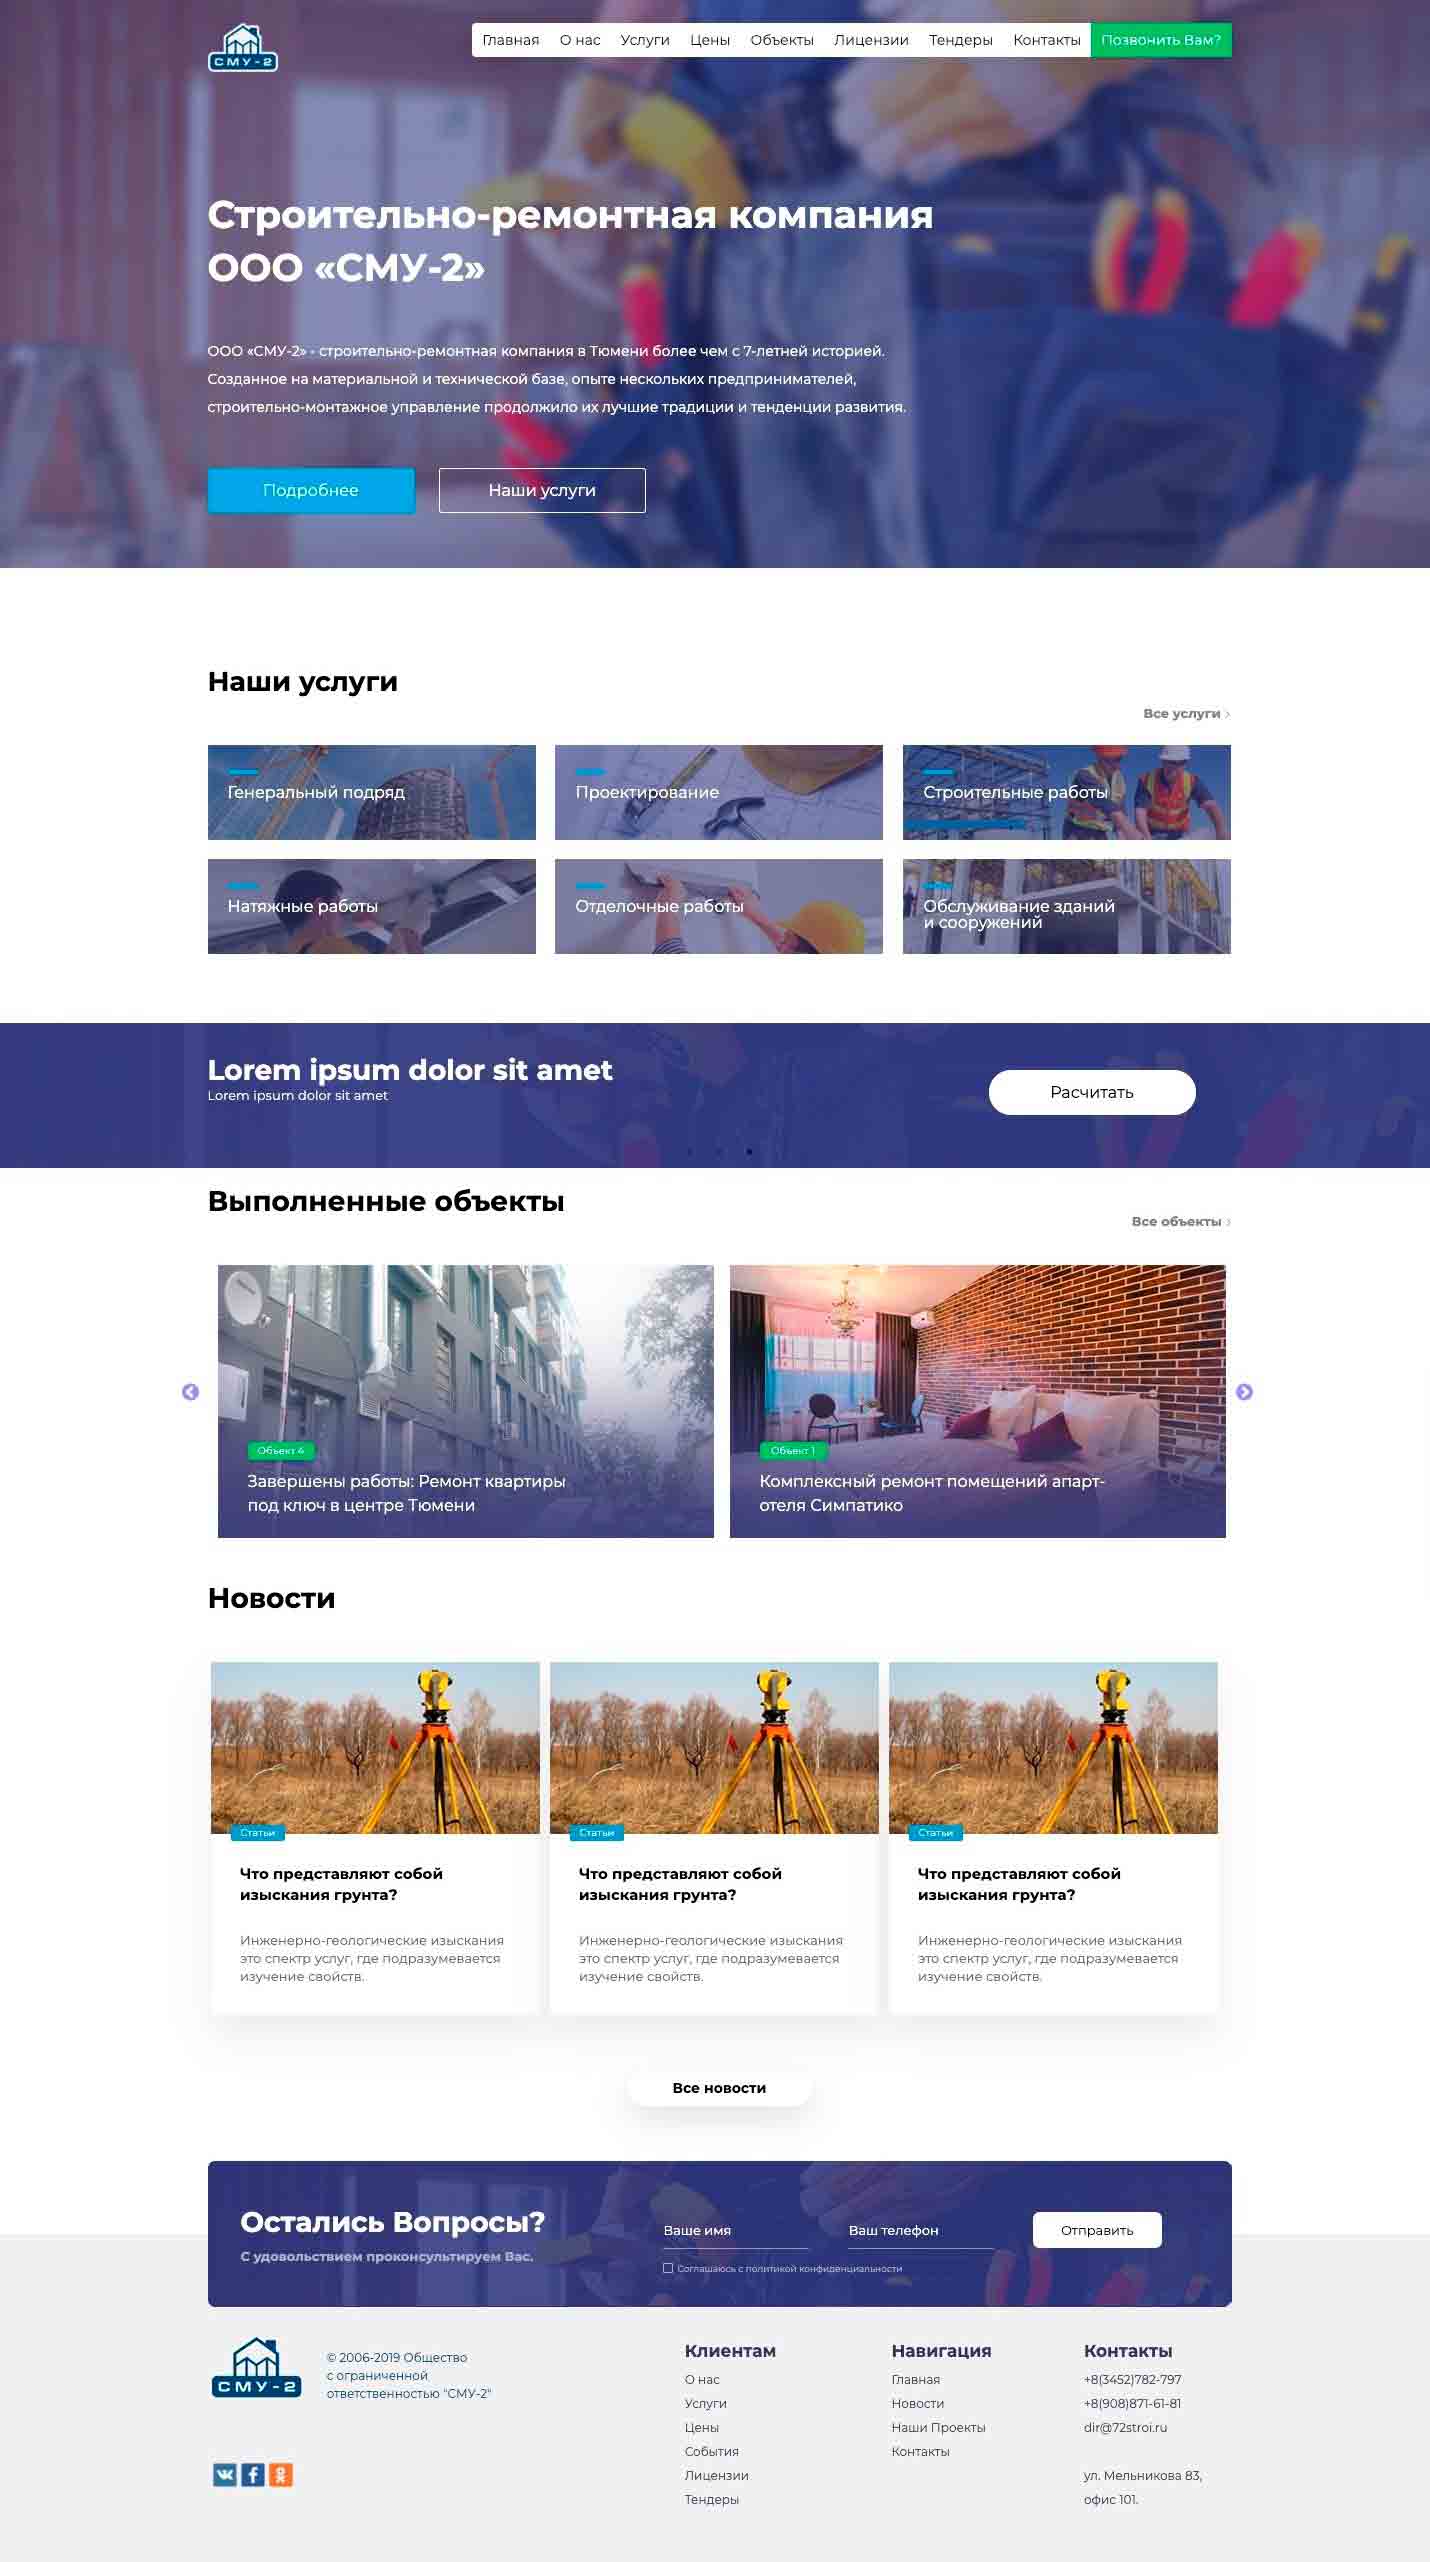 СМУ-2
Главная О нас Услуги Цены Объекты Лицензии Тендеры Контакты Позвонить Вам?
Строительно-ремонтная компания
ООО «СМУ-2»
ООО «СМУ-2» - строительно-ремонтная компания в Тюмени более чем с 7-летней историей.
Созданное на материальной и технической базе, опыте нескольких предпринимателей,
строительно-монтажное управление продолжило их лучшие традиции и тенденции развития.
Подробнее Наши услуги
Наши услуги
Все услуги
Генеральный подряд
Проектирование
Строительные работы
Натяжные работы
Отделочные работы
Обслуживание зданий
и сооружений
Lorem ipsum dolor sit amet
Lorem ipsum dolor sit amet
Расчитать
Выполненные объекты
Все объекты
Объект 4
Завершены работы: Ремонт квартиры
под ключ в центре Тюмени
Объект 1
Комплексный ремонт помещений апарт-
отеля Симпатико
Новости
Статьи
Что представляют собой
изыскания грунта?
Инженерно-геологические изыскания
это спектр услуг, где подразумевается
изучение свойств.
Статьи
Что представляют собой
изыскания грунта?
Инженерно-геологические изыскания
это спектр услуг, где подразумевается
изучение свойств.
Статьи
Что представляют собой
изыскания грунта?
Инженерно-геологические изыскания
это спектр услуг, где подразумевается
изучение свойств.
Все новости
Остались Вопросы?
С удовольствием проконсультируем Вас.
Ваше имя
Ваш телефон
Отправить
Соглашаюсь с политикой конфиденциальности
СМУ-2
© 2006-2019 Общество
с ограниченной
ответственностью "СМУ-2"
Клиентам
О нас
Услуги
Цены
События
Лицензии
Тендеры
Навигация
Главная
Новости
Наши Проекты
Контакты
Контакты
+8(3452)782-797
+8(908)871-61-81
dir@72stroi.ru
ул. Мельникова 83,
офис 101.